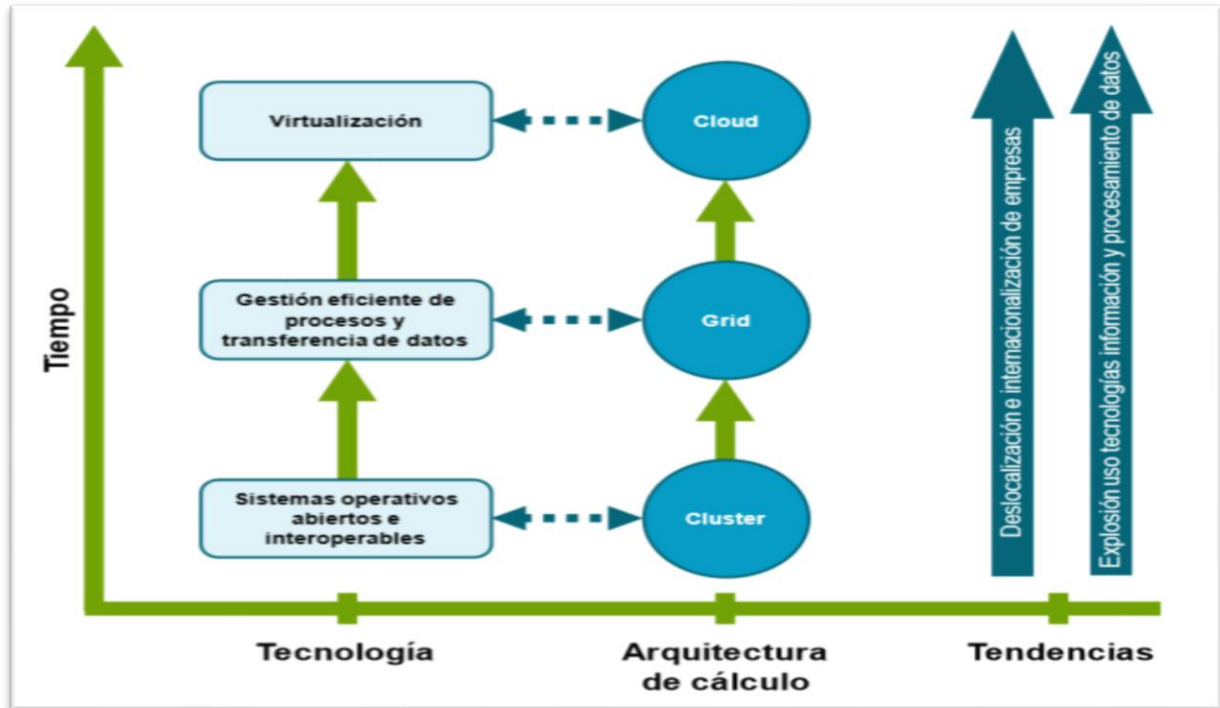 Tiempo
Virtualización
Cloud
Gestión eficiente de
procesos y
transferencia de datos
Grid
Sistemas operativos
abiertos e
interoperables
Cluster
Deslocalización e internacionalización de empresas
Explosión uso tecnologías información y procesamiento de datos
Tecnología
Arquitectura
de cálculo
Tendencias